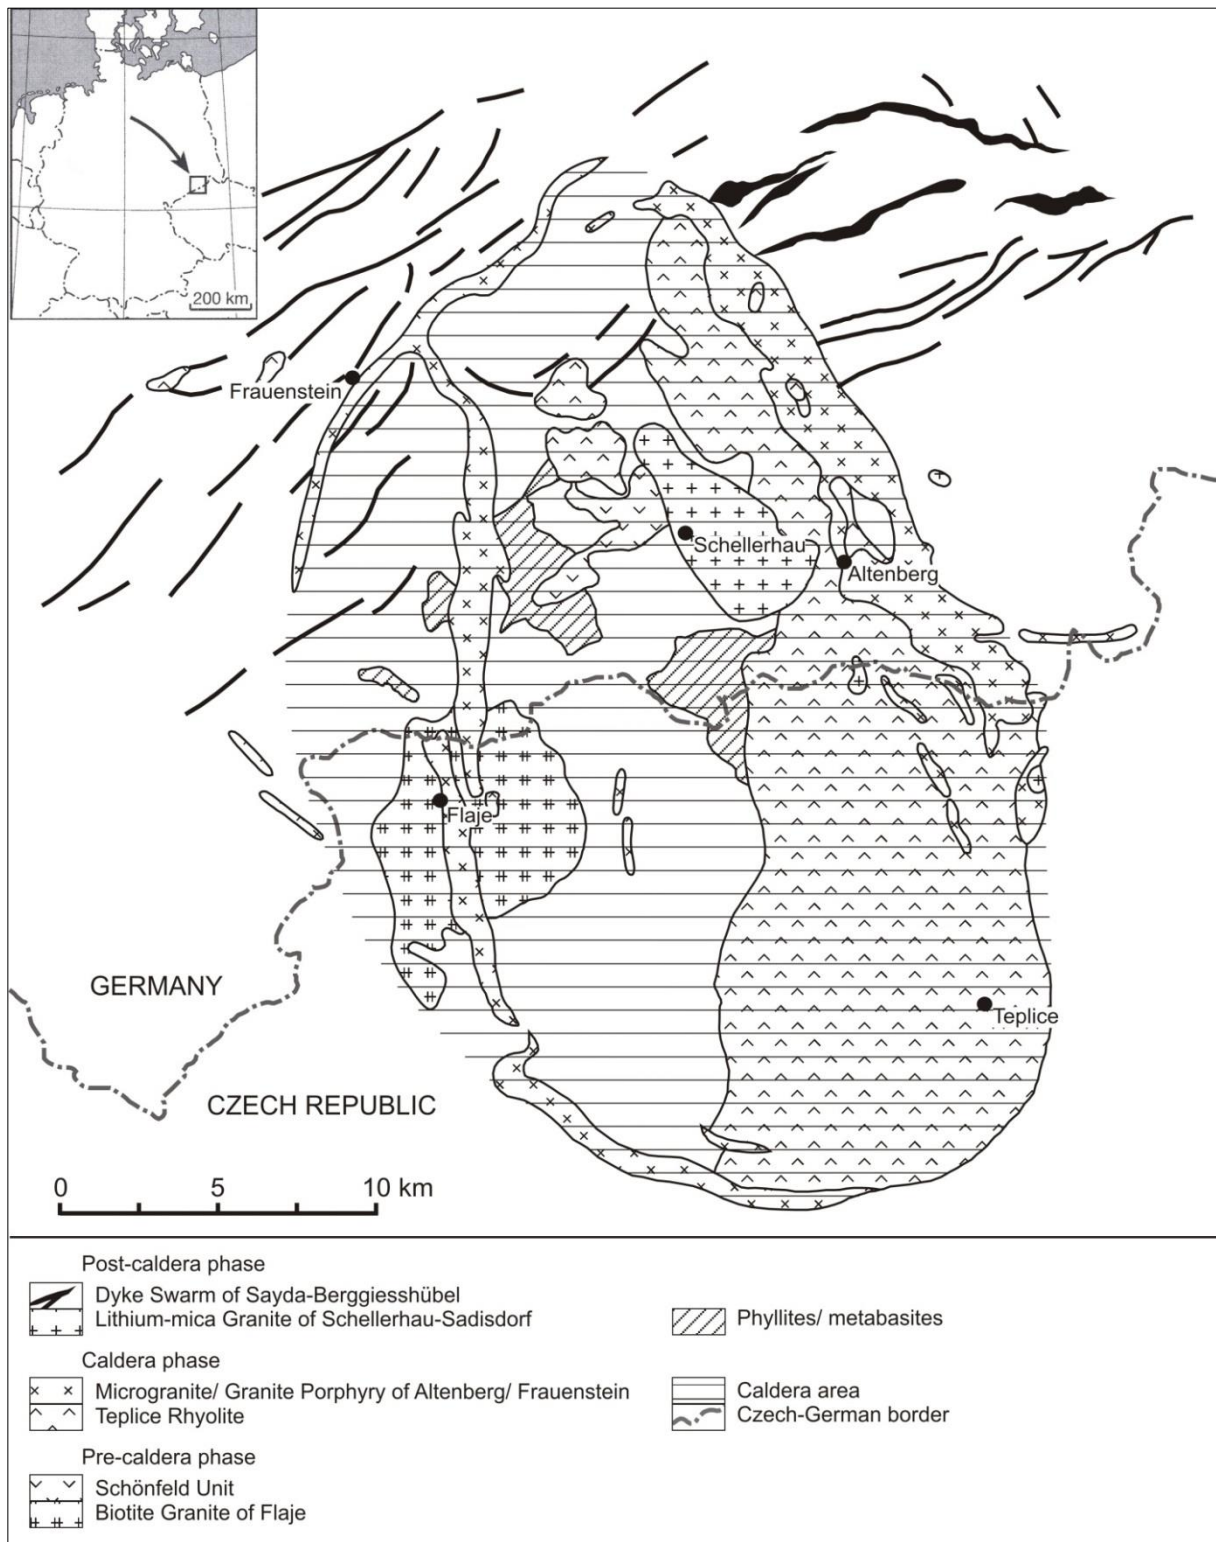 200 km
Frauenstein
Schellerhau
Altenberg
Flaje
GERMANY
Teplice
CZECH REPUBLIC
0 5 10 km
Post-caldera phase
Dyke Swarm of Sayda-Berggiesshübel
Lithium-mica Granite of Schellerhau-Sadisdorf
Phyllites/ metabasites
Caldera phase
Microgranite/ Granite Porphyry of Altenberg/ Frauenstein
Caldera area
Teplice Rhyolite
Czech-German border
Pre-caldera phase
Schönfeld Unit
Biotite Granite of Flaje